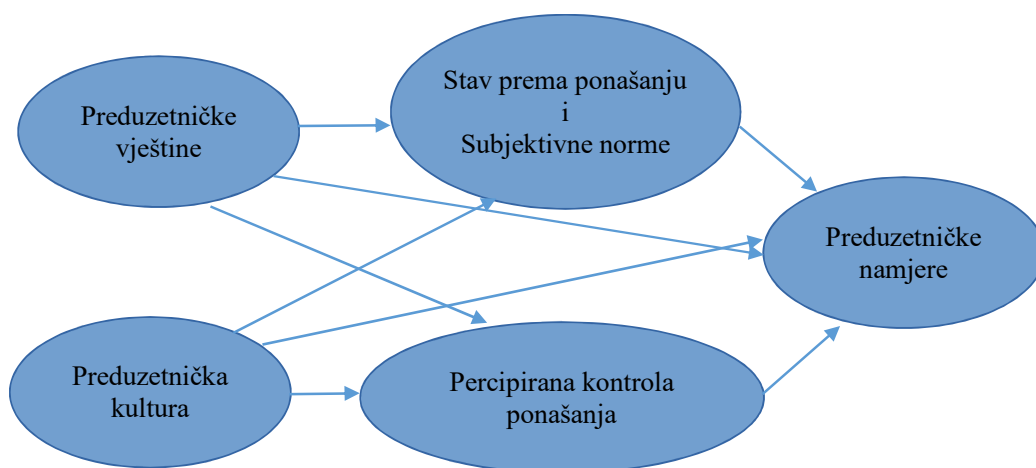 Preduzetničke
vještine
Stav prema ponašanju
i
Subjektivne norme
Preduzetničke
namjere
Preduzetnička
kultura
Percipirana kontrola
ponašanja